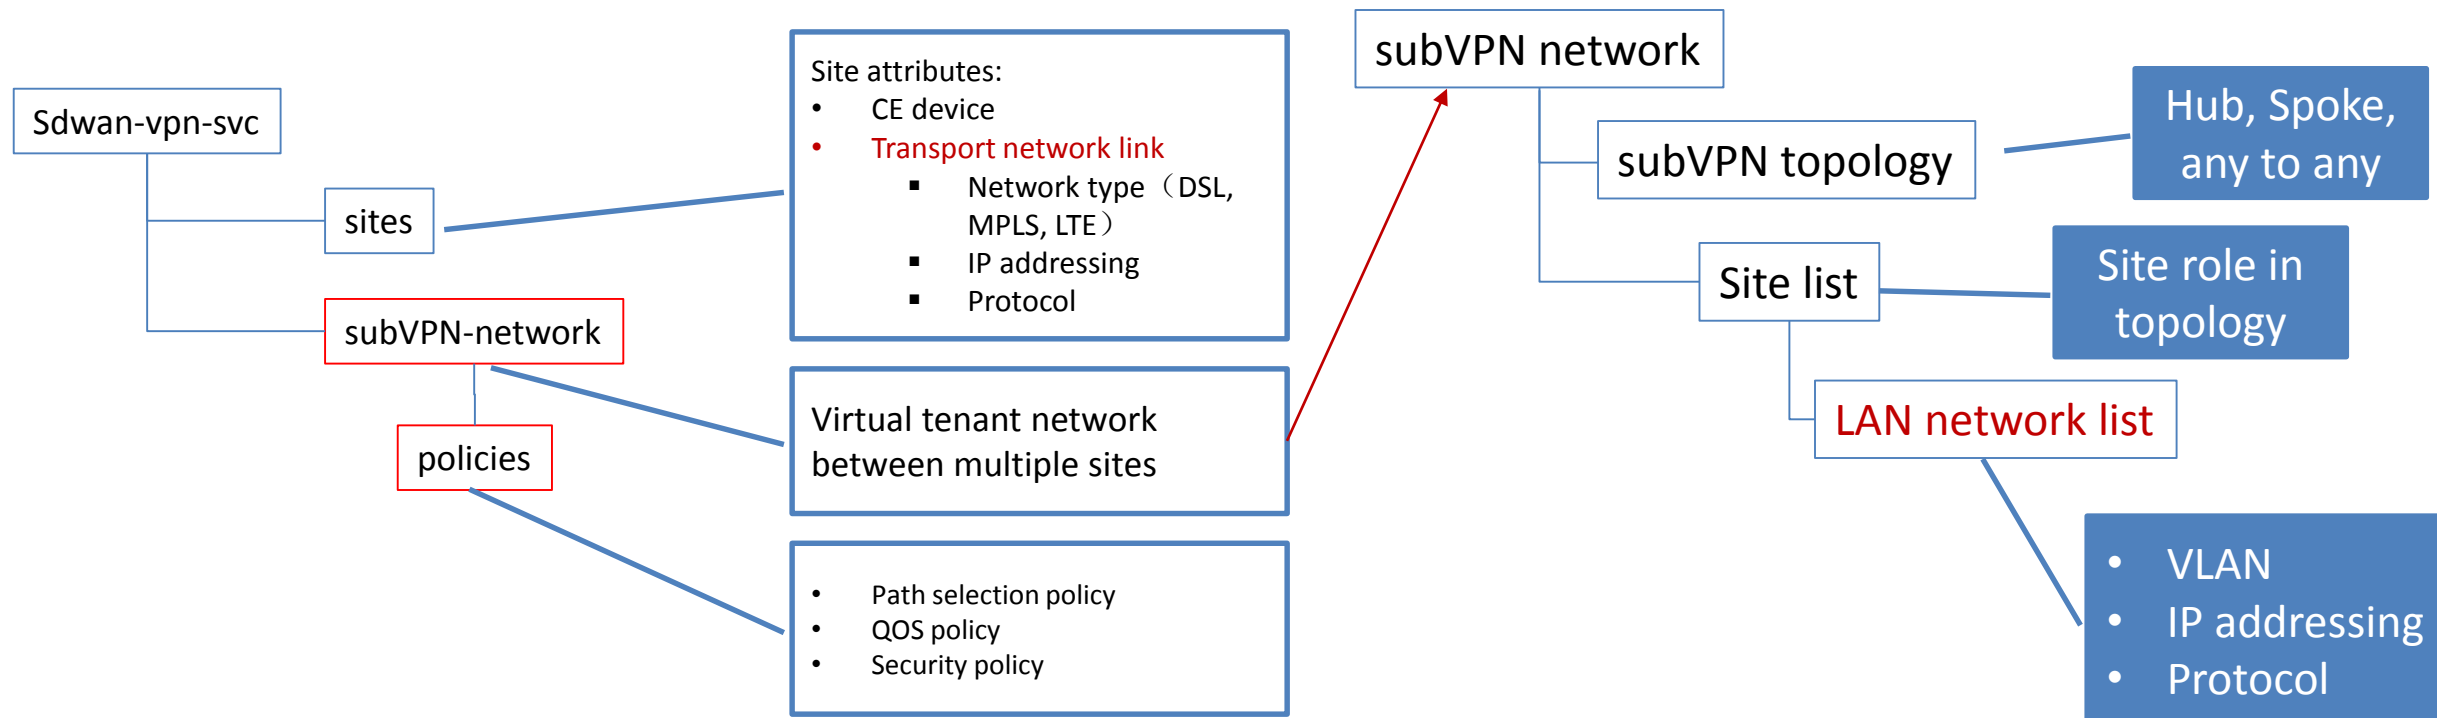 Sdwan-vpn-svc
sites
subVPN-network
policies
Site attributes:
• CE device
• Transport network link
▪ Network type（DSL,
MPLS, LTE）
▪ IP addressing
▪ Protocol
Virtual tenant network
between multiple sites
• Path selection policy
• QOS policy
• Security policy
subVPN network
subVPN topology
Site list
LAN network list
Hub, Spoke,
any to any
Site role in
topology
• VLAN
• IP addressing
• Protocol